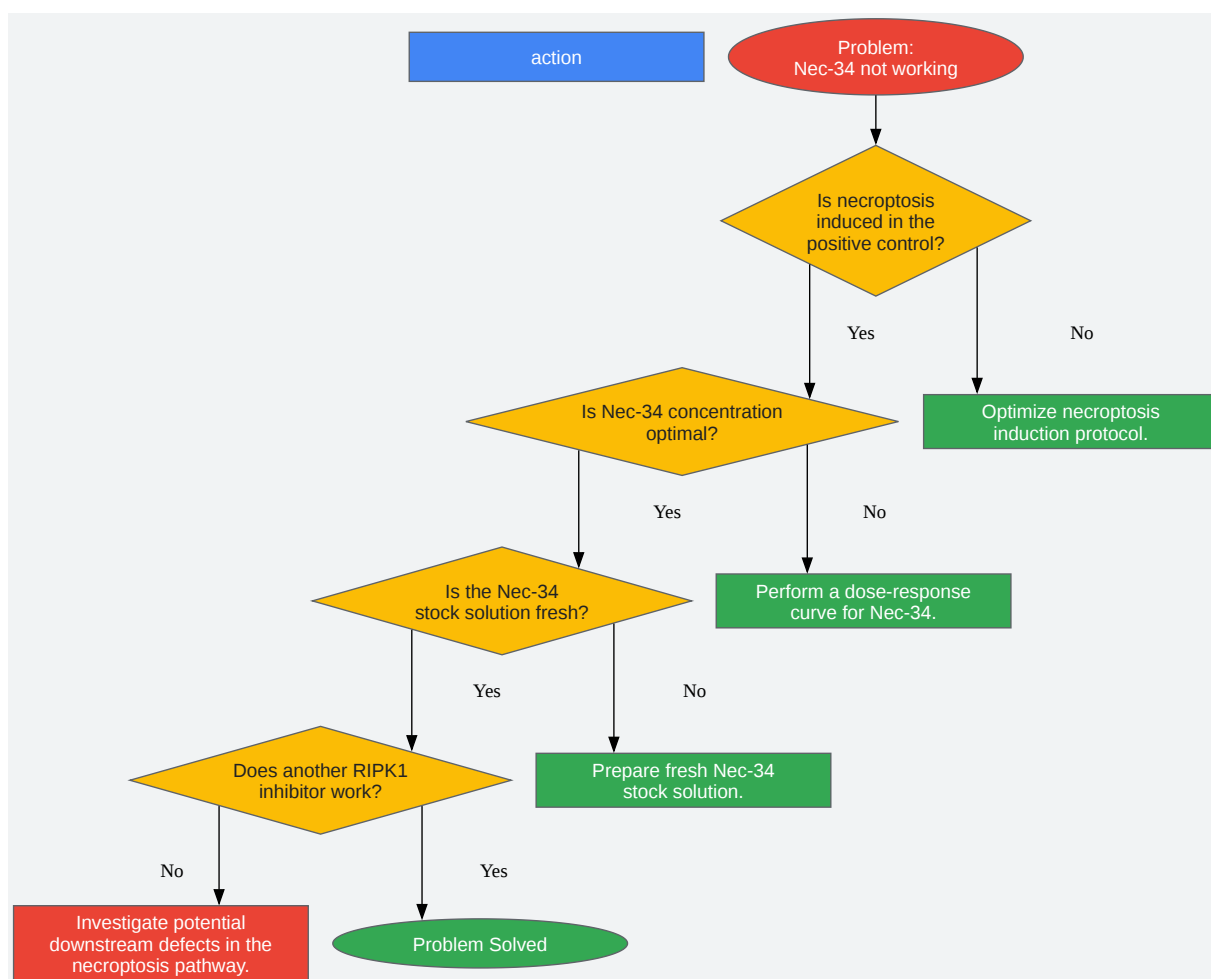 action
Problem:
Nec-34 not working
Is necroptosis
induced in the
positive control?
Yes
No
Is Nec-34 concentration
optimal?
Optimize necroptosis
induction protocol.
Yes
No
Is the Nec-34
stock solution fresh?
Perform a dose-response
curve for Nec-34.
Yes
No
Does another RIPK1
inhibitor work?
Prepare fresh Nec-34
stock solution.
No
Yes
Investigate potential
downstream defects in the
necroptosis pathway.
Problem Solved